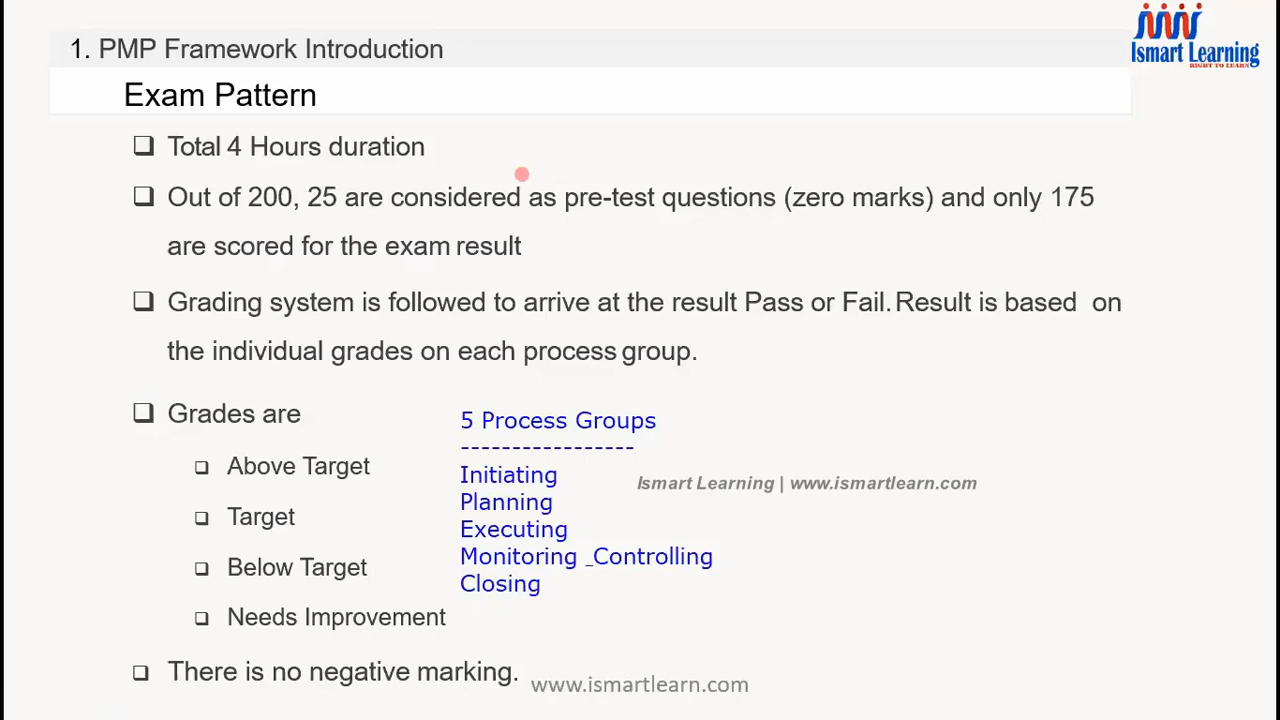 1. PMP Framework Introduction
Ismart Learning
RIGHT TO LEARN
Exam Pattern
❑ Total 4 Hours duration
❑ Out of 200, 25 are considered as pre-test questions (zero marks) and only 175
are scored for the exam result
❑ Grading system is followed to arrive at the result Pass or Fail. Result is based on
the individual grades on each process group.
❑ Grades are
❑ Above Target
❑ Target
❑ Below Target
❑ Needs Improvement
5 Process Groups
-----------------
Initiating
Planning
Executing
Monitoring _Controlling
Closing
Ismart Learning | www.ismartlearn.com
❑ There is no negative marking.
www.ismartlearn.com